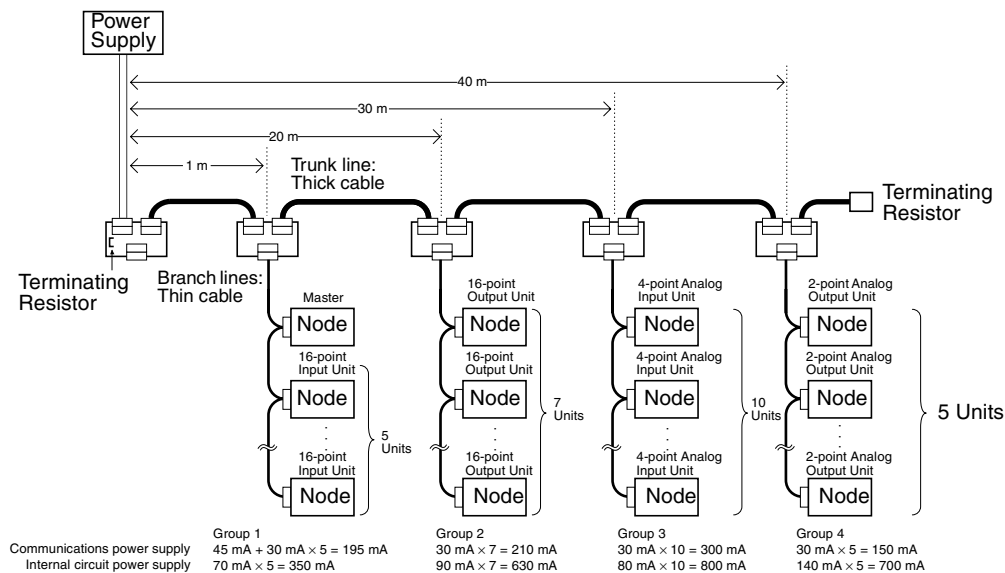 Power
Supply
40 m
30 m
20 m
1 m
Trunk line:
Thick cable
Terminating
Resistor
Terminating
Resistor
Branch lines:
Thin cable
Master
Node
16-point
Input Unit
Node
16-point
Input Unit
Node
5
Units
16-point
Output Unit
Node
16-point
Output Unit
Node
16-point
Output Unit
Node
7
Units
4-point Analog
Input Unit
Node
4-point Analog
Input Unit
Node
4-point Analog
Input Unit
Node
10
Units
2-point Analog
Output Unit
Node
2-point Analog
Output Unit
Node
2-point Analog
Output Unit
Node
5 Units
Group 1 Group 2 Group 3 Group 4
Communications power supply 45 mA + 30 mA × 5 = 195 mA 30 mA × 7 = 210 mA 30 mA × 10 = 300 mA 30 mA × 5 = 150 mA
Internal circuit power supply 70 mA × 5 = 350 mA 90 mA × 7 = 630 mA 80 mA × 10 = 800 mA 140 mA × 5 = 700 mA